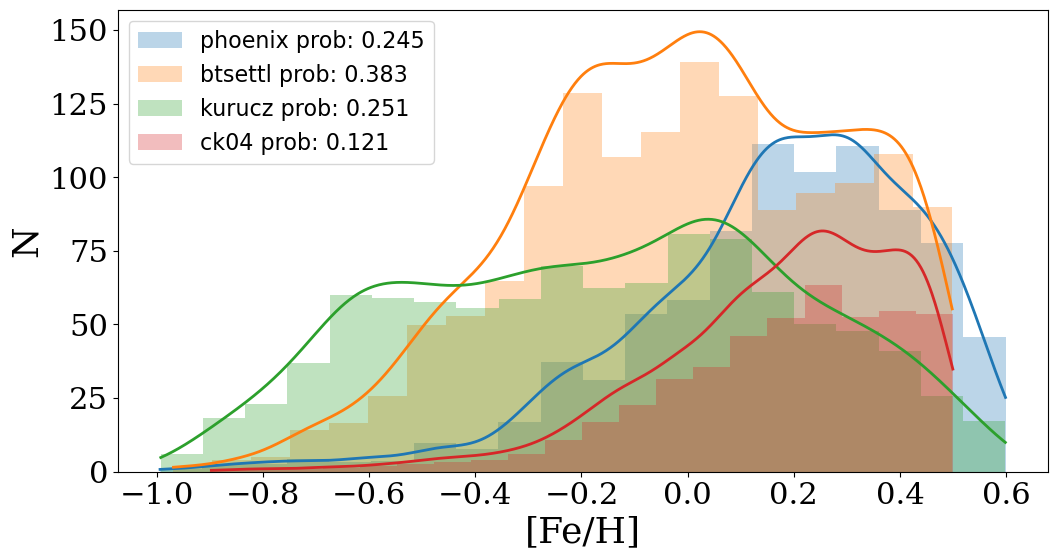 phoenix prob: 0.245
btsettl prob: 0.383
kurucz prob: 0.251
ck04 prob: 0.121
150
125
100
75
50
25
0
N
−1.0 −0.8 −0.6 −0.4 −0.2 0.0 0.2 0.4 0.6
[Fe/H]